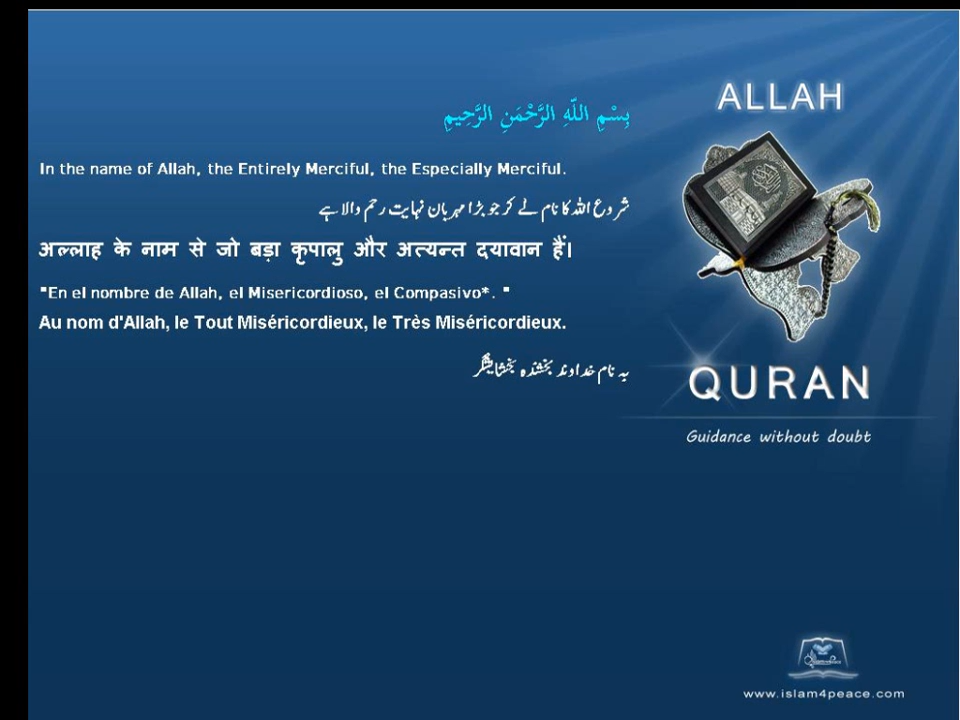 بِسْمِ اللّهِ الرَّحْمَنِ الرَّحِيمِ
In the name of Allah, the Entirely Merciful, the Especially Merciful.
شروع اللہ کا نام لے کر جو بڑا مہربان نہایت رحم والا ہے
अल्लाह के नाम से जो बड़ा कृपालु और अत्यन्त दयावान हैं।
"En el nombre de Allah, el Misericordioso, el Compasivo*. "
Au nom d'Allah, le Tout Miséricordieux, le Très Miséricordieux.
به نام خداوند بخشنده بخشایشگر
ALLAH
QURAN
Guidance without doubt
www.islam4peace.com